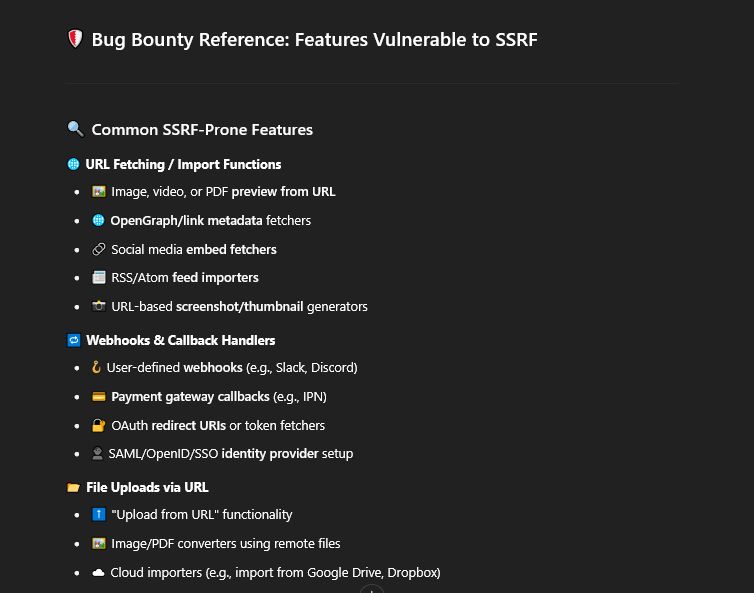 Bug Bounty Reference: Features Vulnerable to SSRF
Common SSRF-Prone Features
URL Fetching / Import Functions
Image, video, or PDF preview from URL
OpenGraph/link metadata fetchers
Social media embed fetchers
RSS/Atom feed importers
URL-based screenshot/thumbnail generators
Webhooks & Callback Handlers
User-defined webhooks (e.g., Slack, Discord)
Payment gateway callbacks (e.g., IPN)
OAuth redirect URIs or token fetchers
SAML/OpenID/SSO identity provider setup
File Uploads via URL
"Upload from URL" functionality
Image/PDF converters using remote files
Cloud importers (e.g., import from Google Drive, Dropbox)